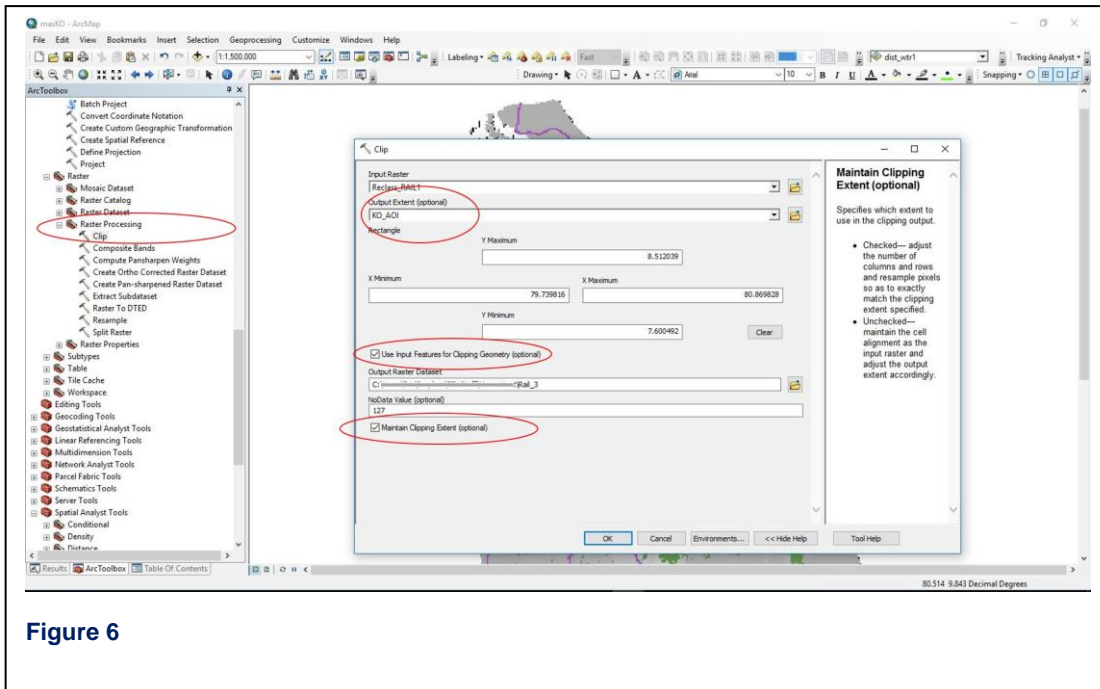 maxKO - ArcMap
File Edit View Insert Selection Geoprocessing Customize Windows Help
1:1,500,000
Labeling
Fast
dist_wtr1
Tracking Analyst
Drawing
Arial
10
B I U A
Snapping
ArcToolbox
Batch Project
Convert Coordinate Notation
Create Custom Geographic Transformation
Create Spatial Reference
Define Projection
Project
Raster
Mosaic Dataset
Raster Catalog
Raster Dataset
Raster Processing
Clip
Composite Bands
Compute Pansharpen Weights
Create Ortho Corrected Raster Dataset
Create Pan-sharpened Raster Dataset
Extract Subdataset
Raster To DTED
Resample
Split Raster
Raster Properties
Subtypes
Table
Tile Cache
Workspace
Editing Tools
Geocoding Tools
Geostatistical Analyst Tools
Linear Referencing Tools
Multidimension Tools
Network Analyst Tools
Parcel Fabric Tools
Schematics Tools
Server Tools
Spatial Analyst Tools
Conditional
Density
Distance
Results ArcToolbox Table Of Contents
Clip
Input Raster
Reclass_RAIL1
Output Extent (optional)
KO_AOI
Rectangle
Y Maximum
8.512039
X Minimum
X Maximum
79.739816
80.869828
Y Minimum
7.600492
Clear
Use Input Features for Clipping Geometry (optional)
Output Raster Dataset
C:\Rail_3
NoData Value (optional)
127
Maintain Clipping Extent (optional)
OK Cancel Environments... << Hide Help Tool Help
Maintain Clipping
Extent (optional)
Specifies which extent to
use in the clipping output.
• Checked— adjust
the number of
columns and rows
and resample pixels
so as to exactly
match the clipping
extent specified.
• Unchecked—
maintain the cell
alignment as the
input raster and
adjust the output
extent accordingly.
80.514 9.843 Decimal Degrees
Figure 6